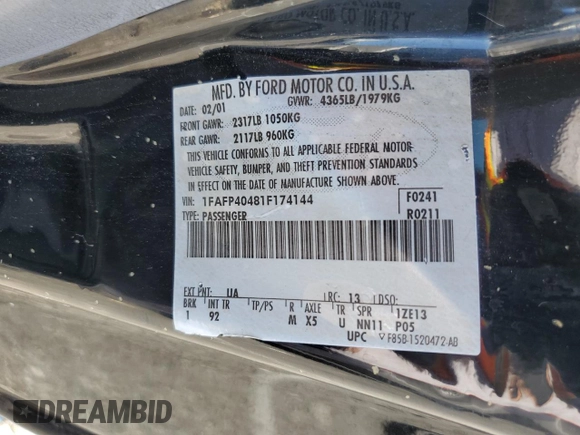 MFD. BY FORD MOTOR CO. IN U.S.A.
DATE: 02/01 GVWR: 4365LB/1979KG
FRONT GAWR: 2317LB 1050KG
REAR GAWR: 2117LB 960KG
THIS VEHICLE CONFORMS TO ALL APPLICABLE FEDERAL MOTOR
VEHICLE SAFETY, BUMPER, AND THEFT PREVENTION STANDARDS
IN EFFECT ON THE DATE OF MANUFACTURE SHOWN ABOVE.
VIN: 1FAFP40481F174144 F0241
TYPE: PASSENGER R0211
EXT PNT: UA RC: 13 DSO:
BRK INT TR TP/PS R AXLE TR SPR 1ZE13
1 92 M X5 U NN11 P05
UPC F85B-1520472-AB
DREAMBID